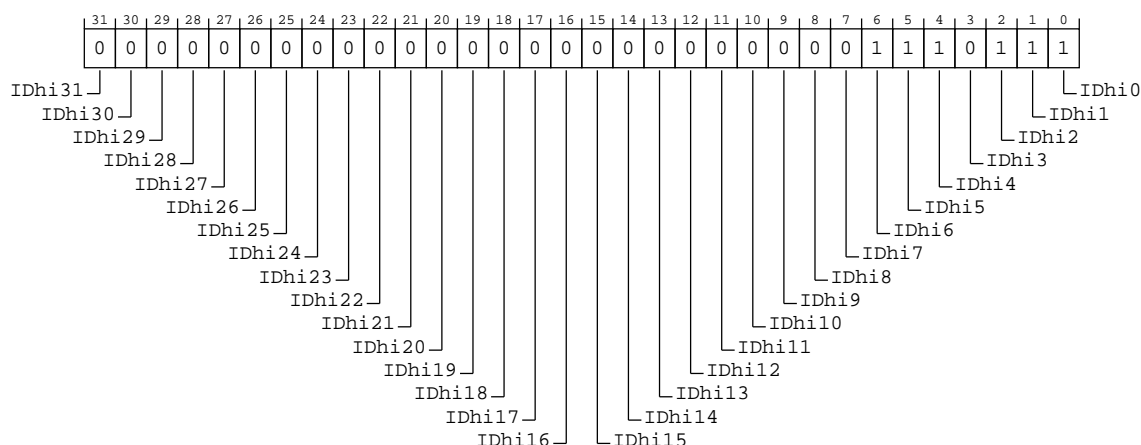 31 30 29 28 27 26 25 24 23 22 21 20 19 18 17 16 15 14 13 12 11 10 9 8 7 6 5 4 3 2 1 0
0 0 0 0 0 0 0 0 0 0 0 0 0 0 0 0 0 0 0 0 0 0 0 0 0 1 1 1 0 1 1 1
IDhi31 IDhi0
IDhi30 IDhi1
IDhi29 IDhi2
IDhi28 IDhi3
IDhi27 IDhi4
IDhi26 IDhi5
IDhi25 IDhi6
IDhi24 IDhi7
IDhi23 IDhi8
IDhi22 IDhi9
IDhi21 IDhi10
IDhi20 IDhi11
IDhi19 IDhi12
IDhi18 IDhi13
IDhi17 IDhi14
IDhi16 IDhi15